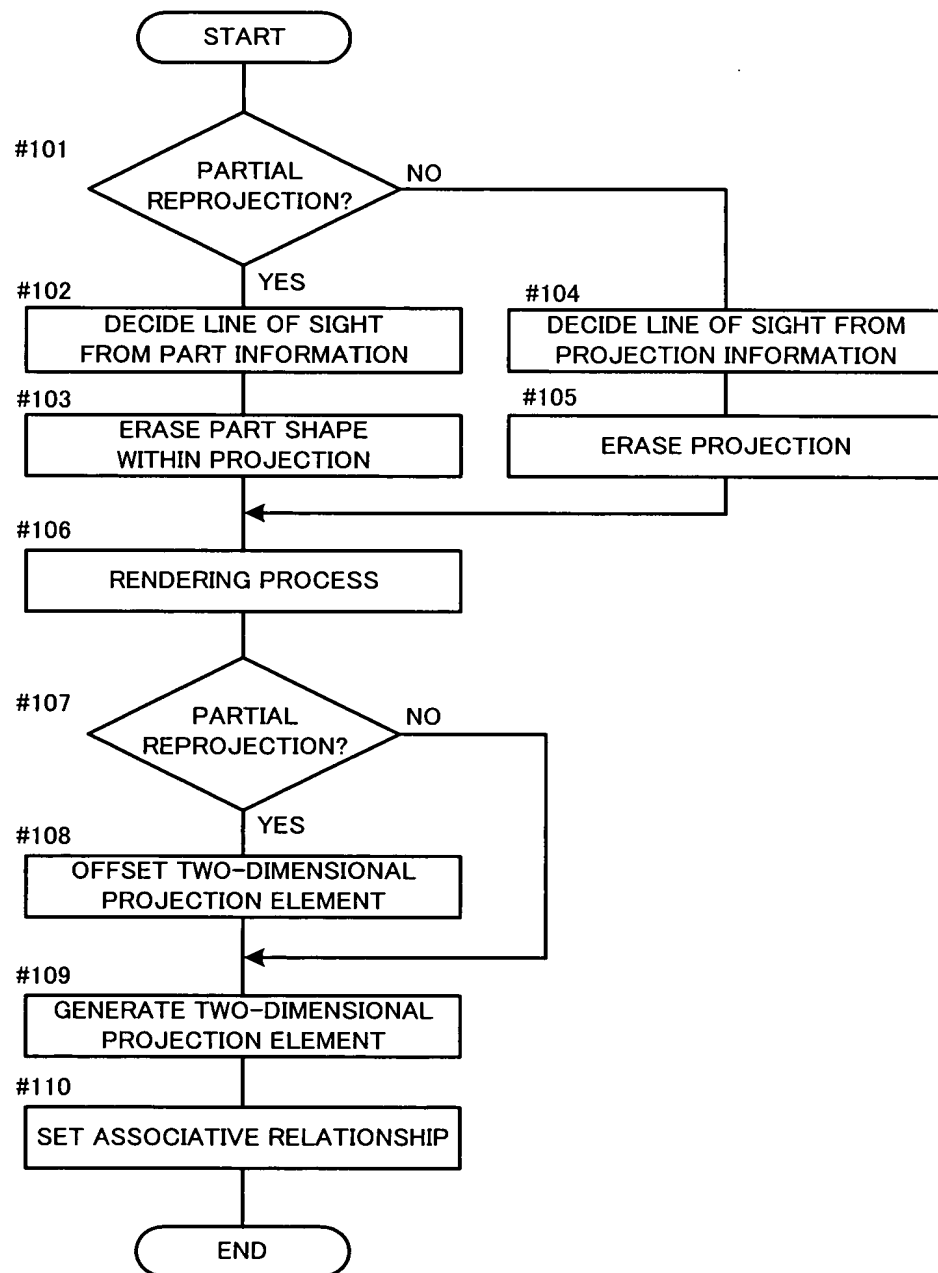 START
#101
PARTIAL
REPROJECTION?
NO
YES
#102
DECIDE LINE OF SIGHT
FROM PART INFORMATION
#104
DECIDE LINE OF SIGHT FROM
PROJECTION INFORMATION
#103
ERASE PART SHAPE
WITHIN PROJECTION
#105
ERASE PROJECTION
#106
RENDERING PROCESS
#107
PARTIAL
REPROJECTION?
NO
YES
#108
OFFSET TWO-DIMENSIONAL
PROJECTION ELEMENT
#109
GENERATE TWO-DIMENSIONAL
PROJECTION ELEMENT
#110
SET ASSOCIATIVE RELATIONSHIP
END